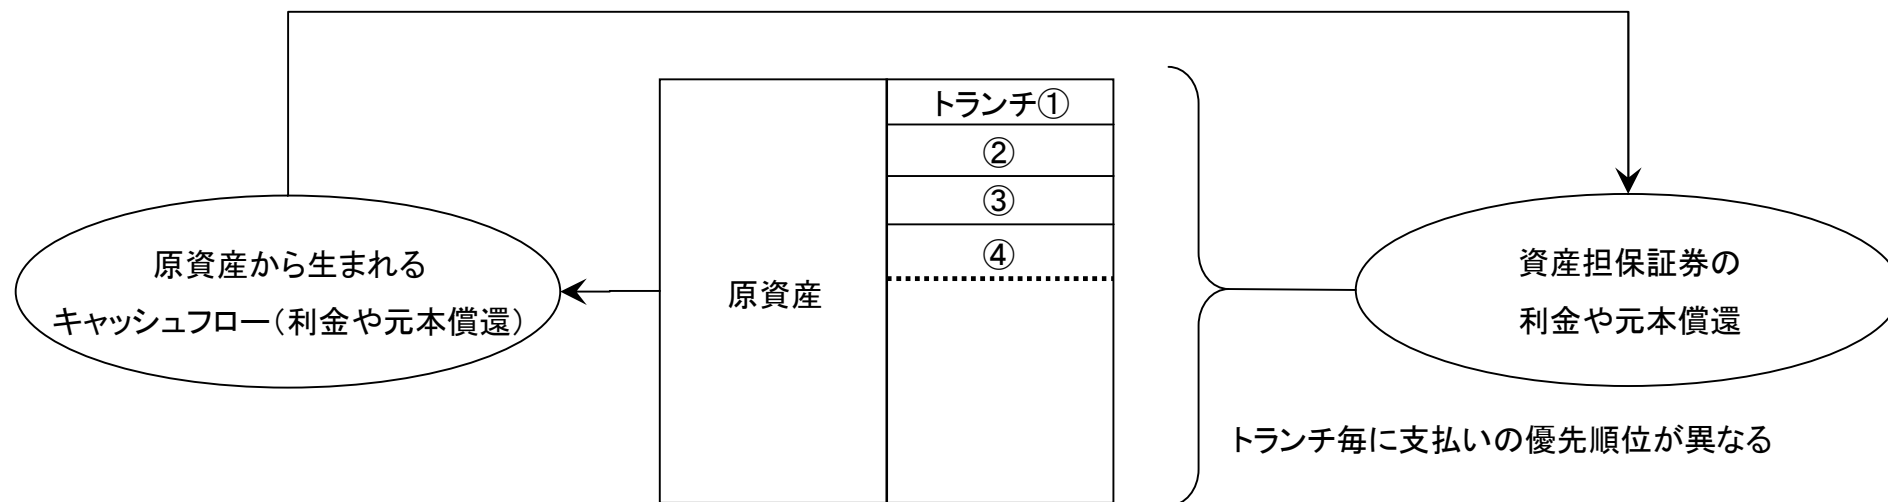 トランチ①
②
③
④
原資産
原資産から生まれる
キャッシュフロー（利金や元本償還）
資産担保証券の
利金や元本償還
トランチ毎に支払いの優先順位が異なる